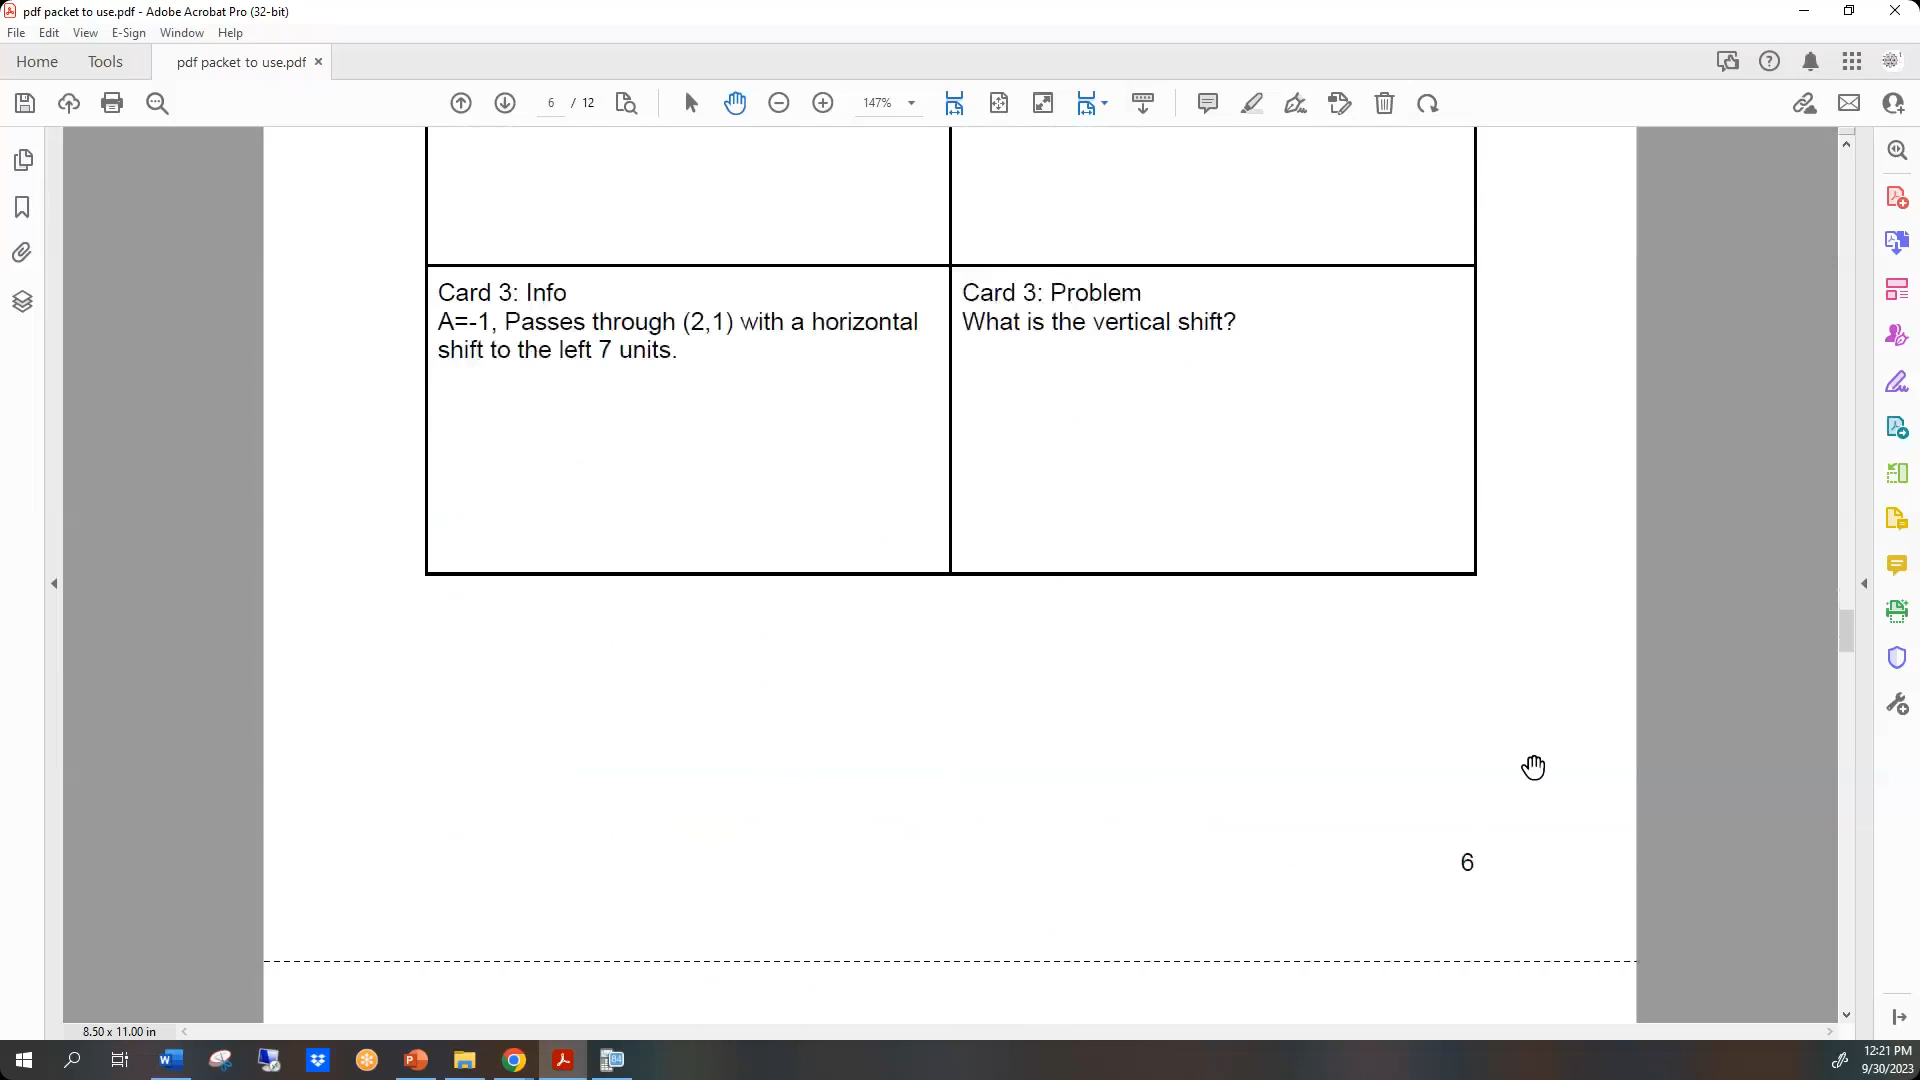 pdf packet to use.pdf - Adobe Acrobat Pro (32-bit)
File Edit View E-Sign Window Help
Home Tools pdf packet to use.pdf
6 / 12 147%
Card 3: Info
A=-1, Passes through (2,1) with a horizontal
shift to the left 7 units.
Card 3: Problem
What is the vertical shift?
6
8.50 x 11.00 in
12:21 PM
9/30/2023